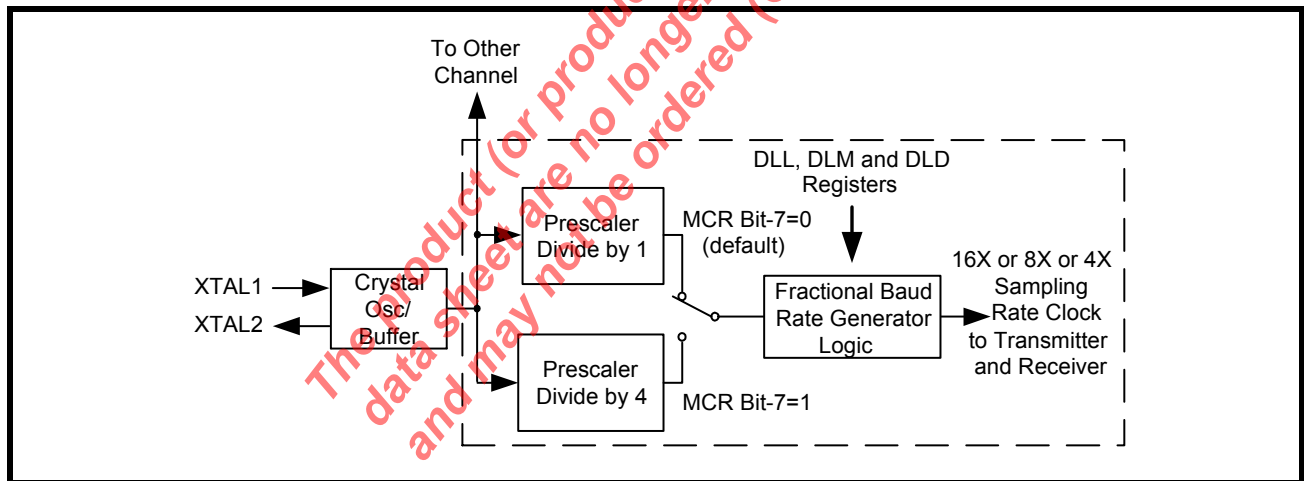 To Other
Channel
DLL, DLM and DLD
Registers
Prescaler
Divide by 1
MCR Bit-7=0
(default)
16X or 8X or 4X
Sampling
Rate Clock
to Transmitter
and Receiver
XTAL1
XTAL2
Crystal
Osc/
Buffer
Fractional Baud
Rate Generator
Logic
Prescaler
Divide by 4
MCR Bit-7=1
The product (or produc
data sheet are no longe
and may not be ordered (